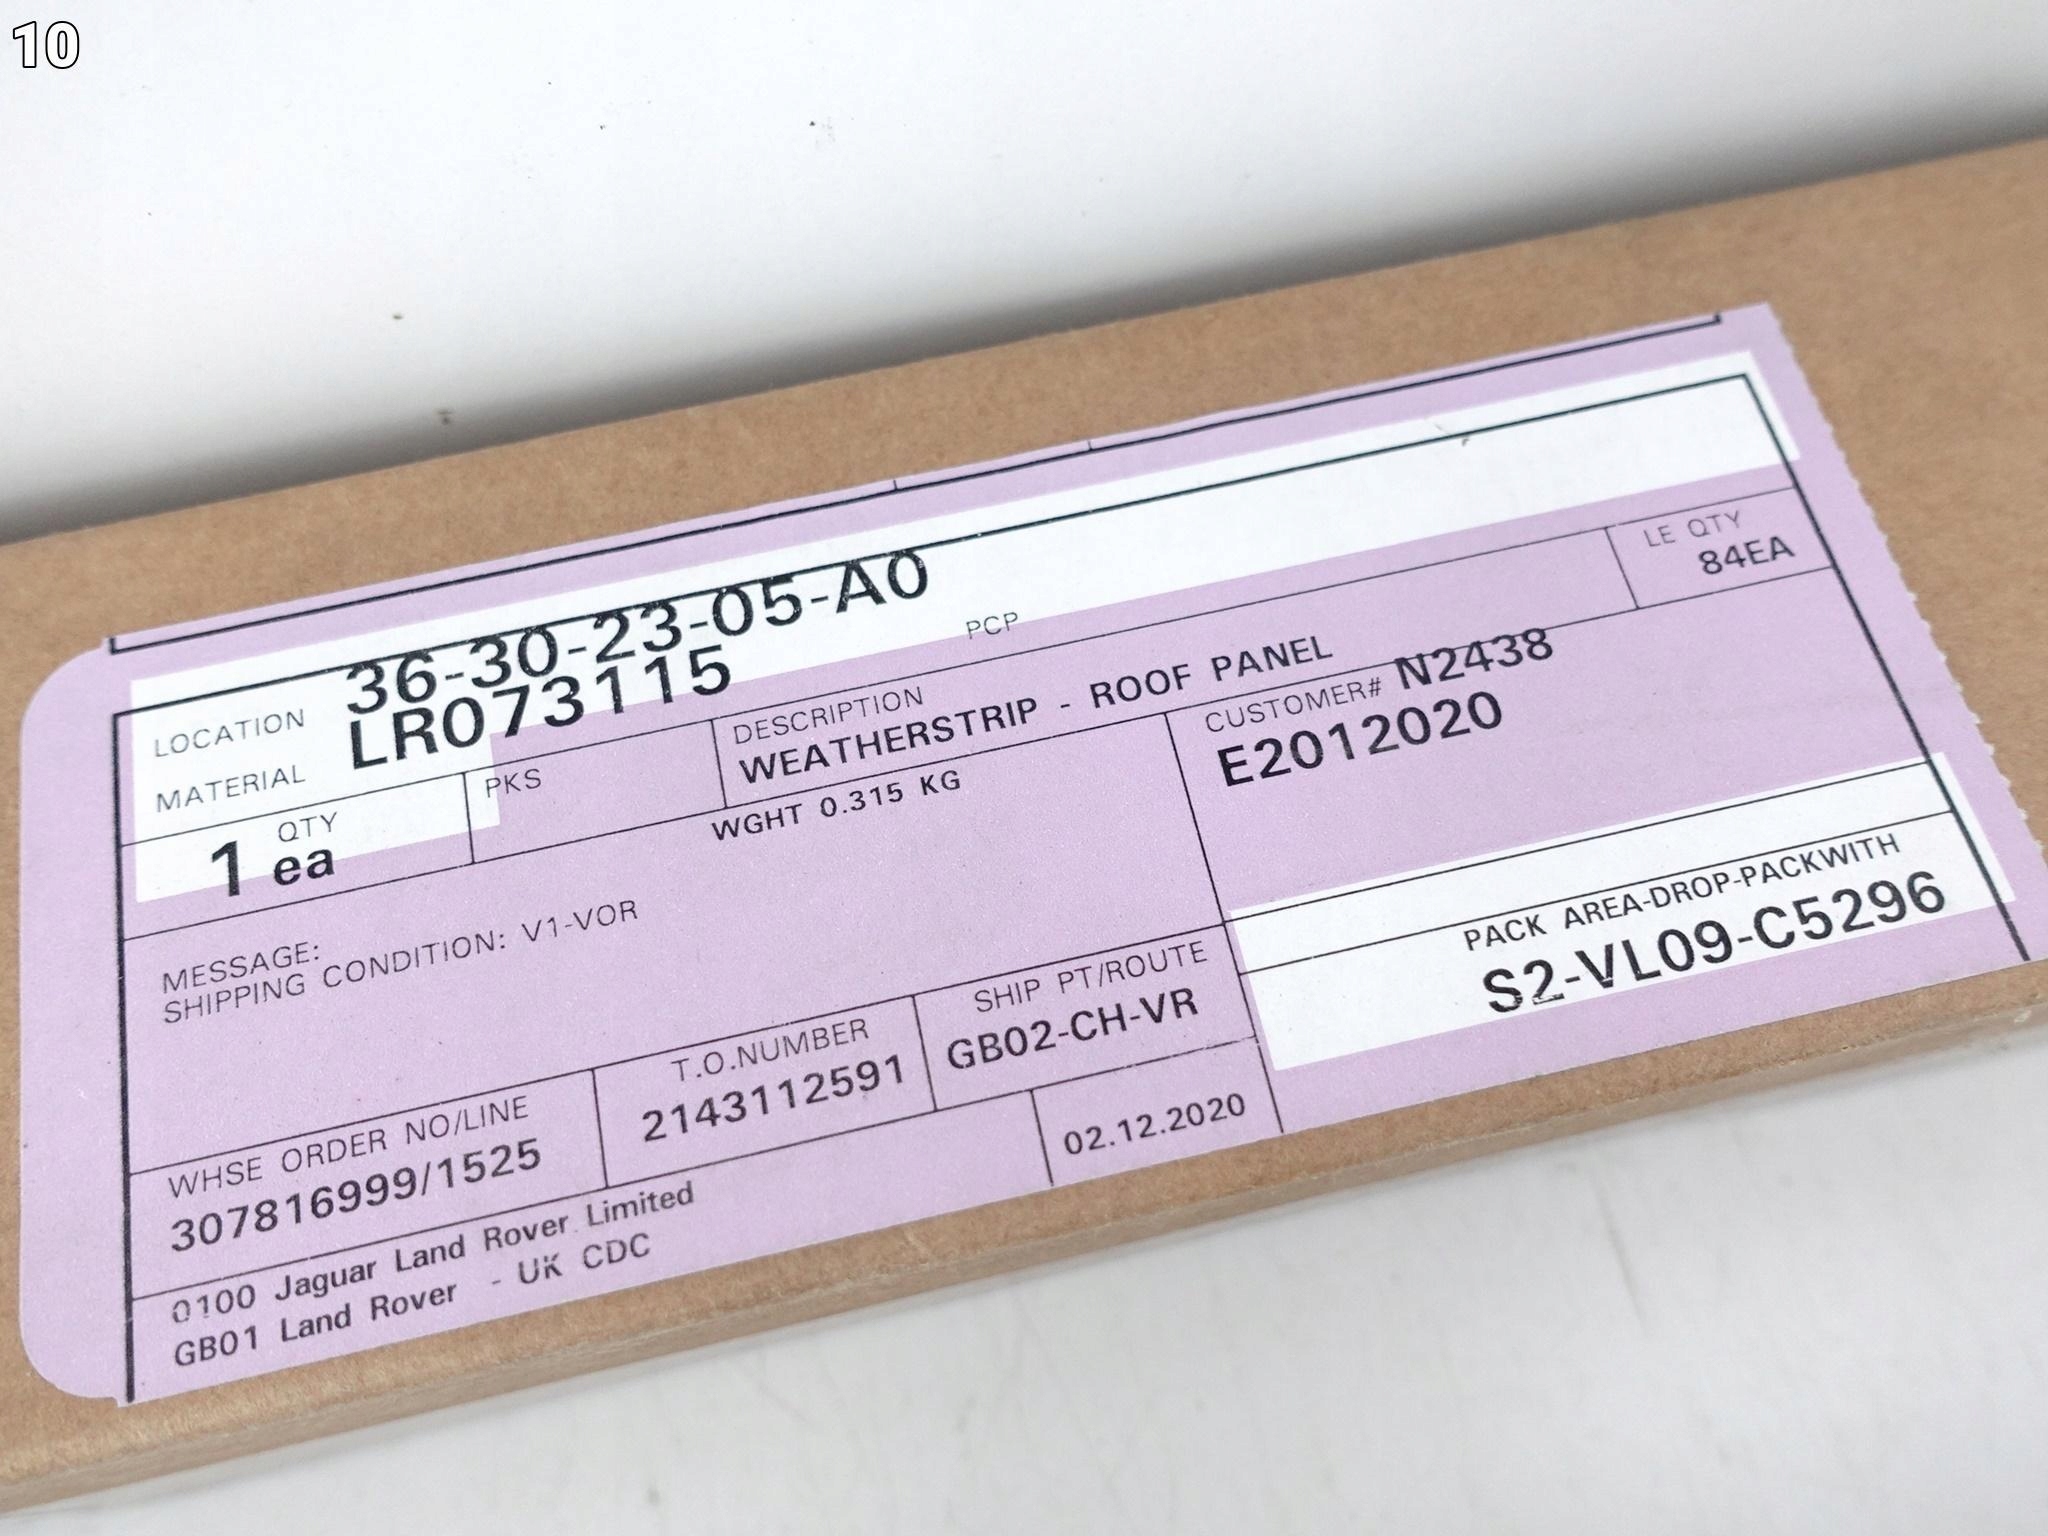 10
LOCATION 36-30-23-05-A0
MATERIAL LR073115
PCP
LE QTY
84EA
QTY
1 ea
PKS
DESCRIPTION
WEATHERSTRIP - ROOF PANEL
WGHT 0.315 KG
CUSTOMER# N2438
E2012020
MESSAGE:
SHIPPING CONDITION: V1-VOR
PACK AREA-DROP-PACKWITH
S2-VL09-C5296
WHSE ORDER NO/LINE
307816999/1525
T.O.NUMBER
2143112591
SHIP PT/ROUTE
GB02-CH-VR
02.12.2020
0100 Jaguar Land Rover Limited
GB01 Land Rover - UK CDC